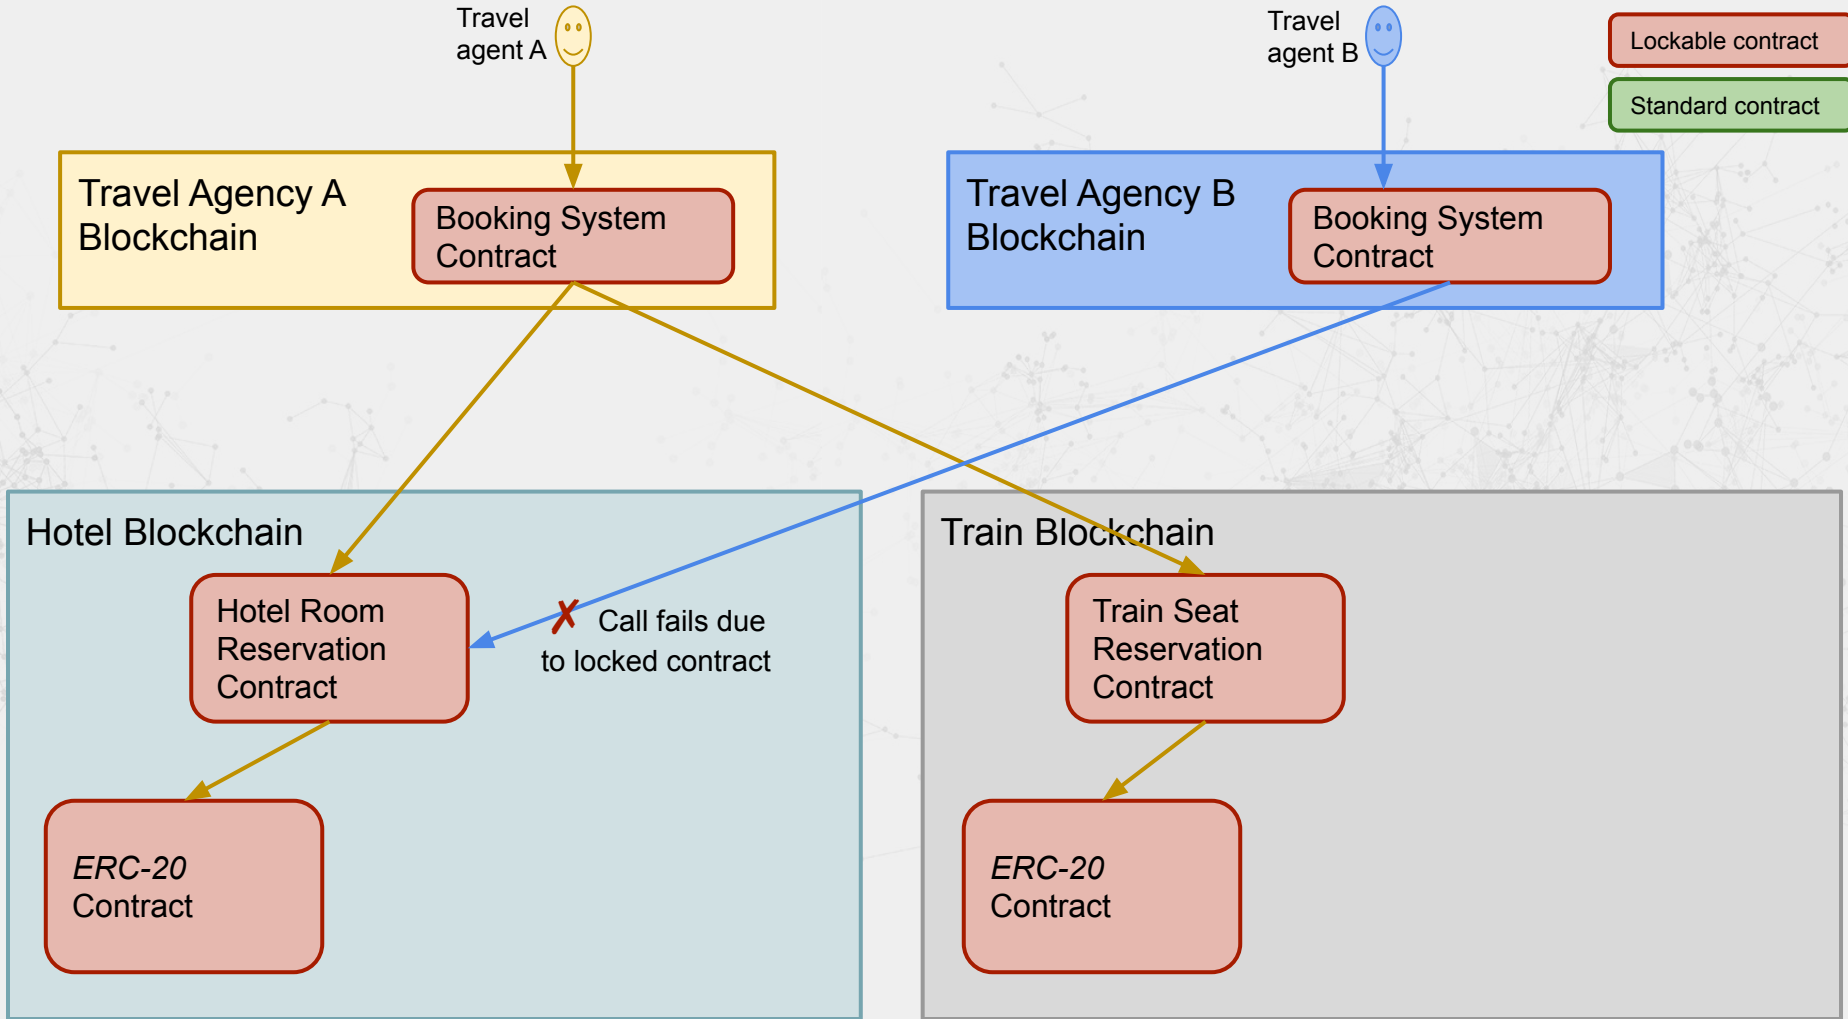 Travel
agent A
Travel
agent B
Lockable contract
Standard contract
Travel Agency A
Blockchain
Booking System
Contract
Travel Agency B
Blockchain
Booking System
Contract
Hotel Blockchain
Hotel Room
Reservation
Contract
✗ Call fails due
to locked contract
ERC-20
Contract
Train Blockchain
Train Seat
Reservation
Contract
ERC-20
Contract